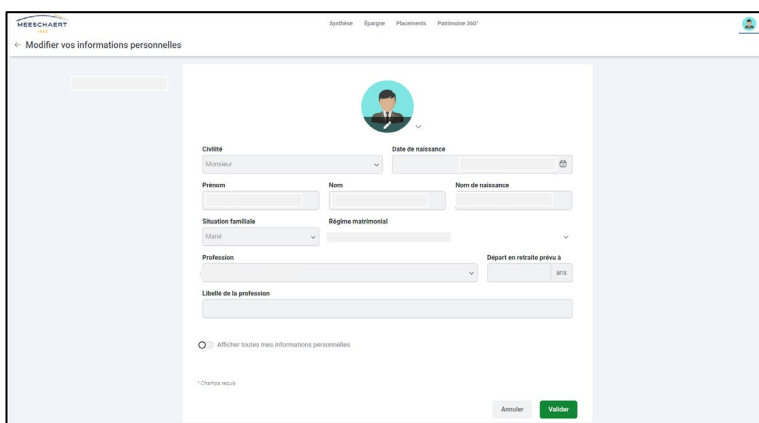 MEESCHAERT
1935
Synthèse Épargne Placements Patrimoine 360°
← Modifier vos informations personnelles
Civilité Date de naissance
Monsieur
Prénom Nom Nom de naissance
Situation familiale Régime matrimonial
Marié
Profession Départ en retraite prévu à
ans
Libellé de la profession
Afficher toutes mes informations personnelles
* Champs requis
Annuler Valider